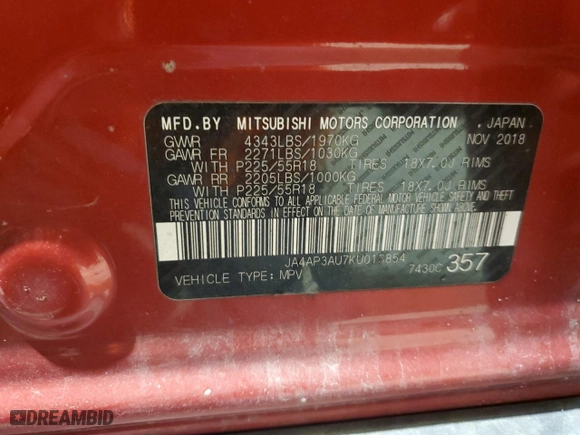 MFD.BY MITSUBISHI MOTORS CORPORATION , JAPAN
GVWR 4343LBS/1970KG NOV 2018
GAWR FR 2271LBS/1030KG
WITH P225/55R18 TIRES 18X7.0J RIMS
GAWR RR 2205LBS/1000KG
WITH P225/55R18 TIRES 18X7.0J RIMS
THIS VEHICLE CONFORMS TO ALL APPLICABLE FEDERAL MOTOR VEHICLE SAFETY AND THEFT
PREVENTION STANDARDS IN EFFECT ON THE DATE OF MANUFACTURE SHOWN ABOVE.
VEHICLE TYPE: MPV 7430C 357
DREAMBID